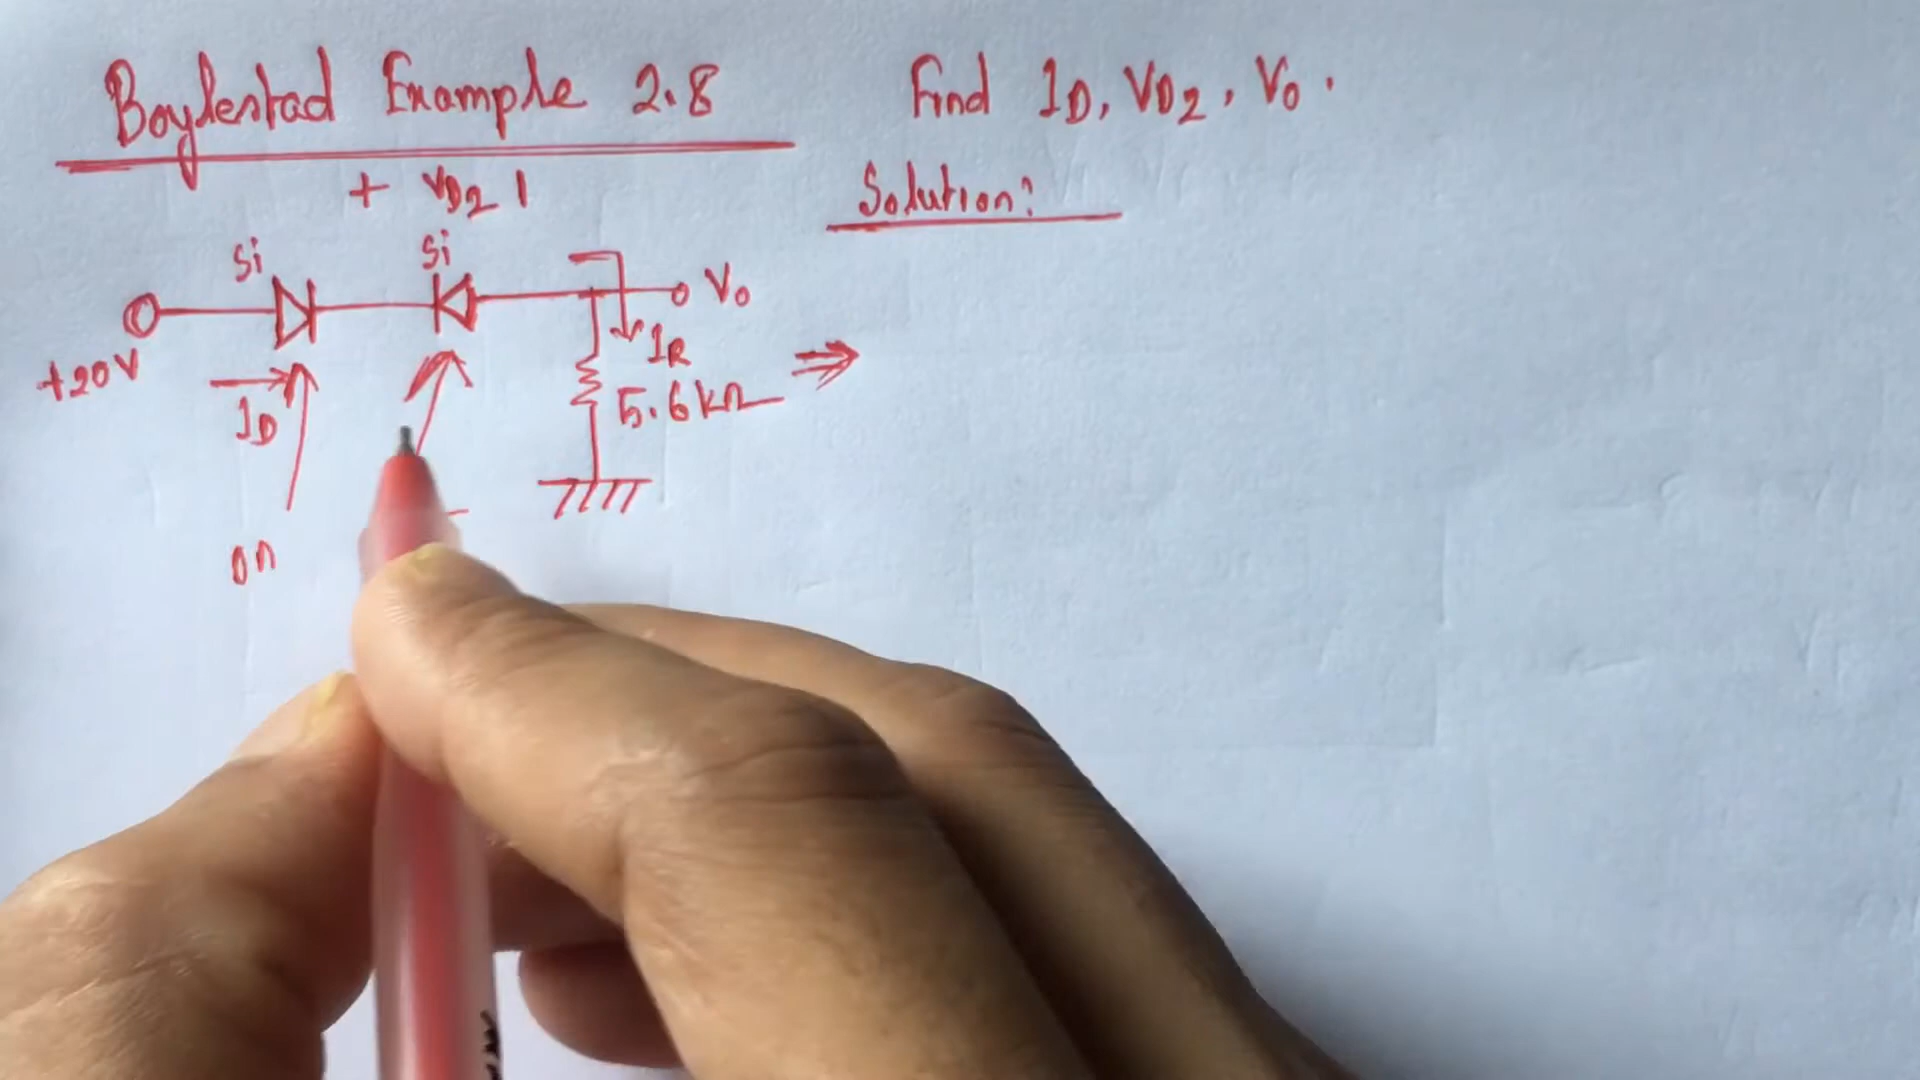 Boylestad Example 2.8
Find ID, VD2, Vo.
Solution:
+ VD2 -
Si
Si
Vo
+20V
ID
IR
5.6kΩ
on